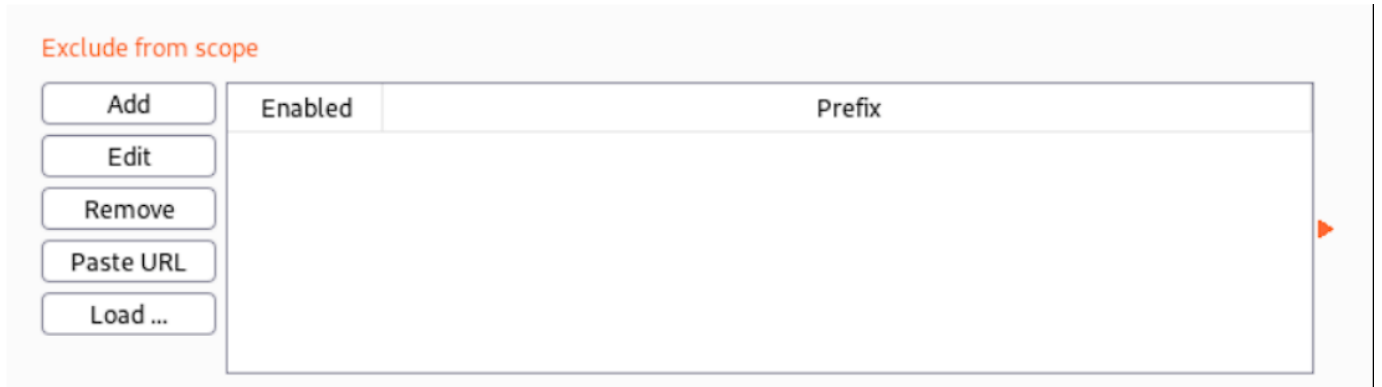 Exclude from scope
Add
Enabled Prefix
Edit
Remove
Paste URL
Load ...